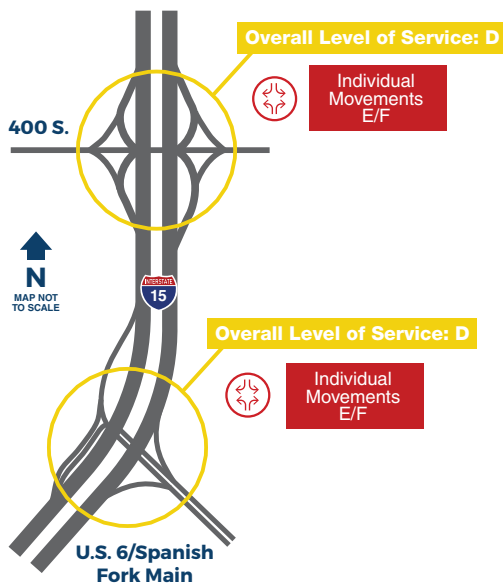 Overall Level of Service: D
Individual
Movements
E/F
400 S.
N
MAP NOT
TO SCALE
INTERSTATE
15
Overall Level of Service: D
Individual
Movements
E/F
U.S. 6/Spanish
Fork Main